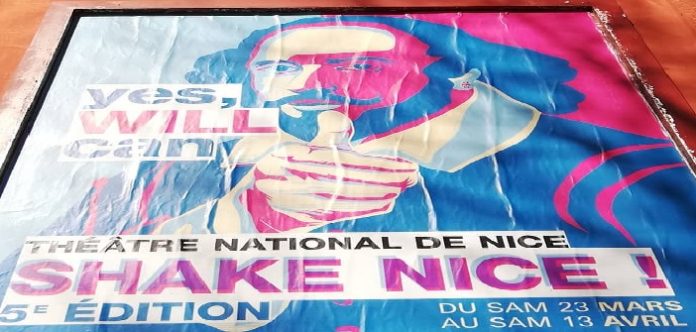 yes,
WILL
can
THÉÂTRE NATIONAL DE NICE
SHAKE NICE !
5E ÉDITION
DU SAM 23 MARS
AU SAM 13 AVRIL